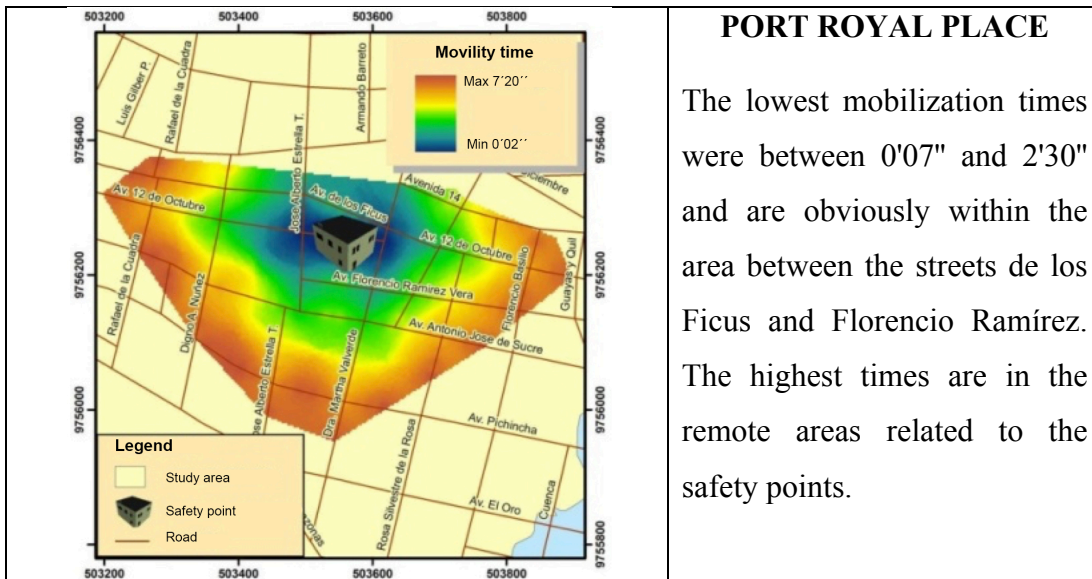 503200
503400
503600
503800
Movility time
Max 7´20´´
Min 0'02´´
9756400
9756200
9756000
9755800
9756400
9756200
9756000
9755800
Luis Gilber P.
Rafael de la Cuadra
Armando Barreto
Jose Alberto Estrella T.
Av. de los Ficus
Avenida 14
Av. 12 de Octubre
Av. 12 de Octubre
Av. Florencio Ramirez Vera
Florencio Basilio
Guayas y Quil
Rafael de la Cuadra
Digno A. Nuñez
Av. Antonio Jose de Sucre
Dra Martha Valverde
Av. Pichincha
Rosa Silvestre de la Rosa
Av. El Oro
Cuenca
Legend
Study area
Safety point
Road
503200
503400
503600
503800
PORT ROYAL PLACE
The lowest mobilization times
were between 0'07" and 2'30"
and are obviously within the
area between the streets de los
Ficus and Florencio Ramírez.
The highest times are in the
remote areas related to the
safety points.